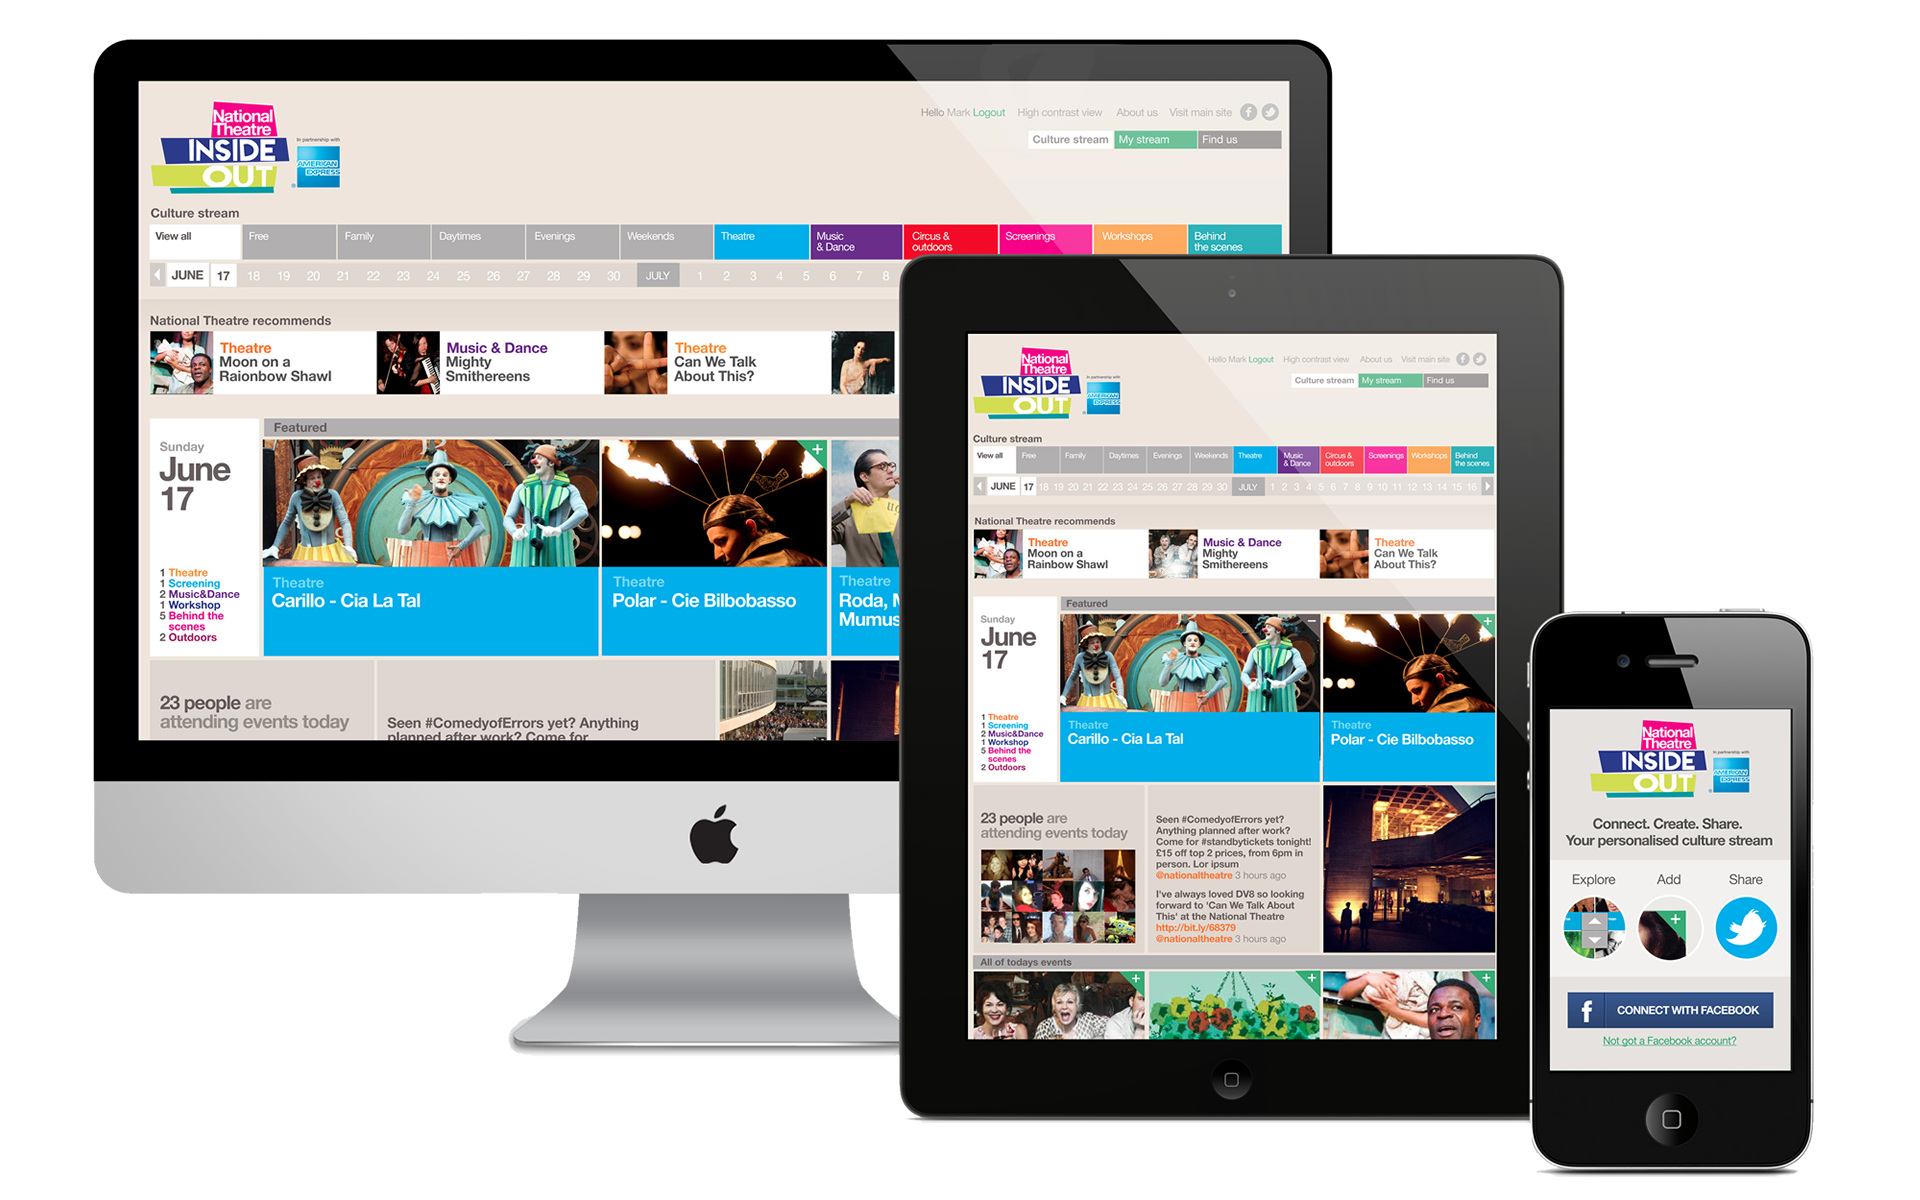 National
Theatre
INSIDE
OUT
In partnership with
AMERICAN
EXPRESS
Hello Mark Logout High contrast view About us Visit main site
Culture stream My stream Find us
Culture stream
View all Free Family Daytimes Evenings Weekends Theatre Music & Dance Circus & outdoors Screenings Workshops Behind the scenes
JUNE 17 18 19 20 21 22 23 24 25 26 27 28 29 30 JULY 1 2 3 4 5 6 7 8
National Theatre recommends
Theatre
Moon on a
Raionbow Shawl
Music & Dance
Mighty
Smithereens
Theatre
Can We Talk
About This?
Featured
Sunday
June
17
1 Theatre
1 Screening
2 Music&Dance
1 Workshop
5 Behind the
scenes
2 Outdoors
Theatre
Carillo - Cia La Tal
Theatre
Polar - Cie Bilbobasso
Theatre
Roda,
Mumus
23 people are
attending events today
Seen #ComedyofErrors yet? Anything
planned after work? Come for
National
Theatre
INSIDE
OUT
In partnership with
AMERICAN
EXPRESS
Hello Mark Logout High contrast view About us Visit main site
Culture stream My stream Find us
Culture stream
View all Free Family Daytimes Evenings Weekends Theatre Music & Dance Circus & outdoors Screenings Workshops Behind the scenes
JUNE 17 18 19 20 21 22 23 24 25 26 27 28 29 30 JULY 1 2 3 4 5 6 7 8 9 10 11 12 13 14 15 16
National Theatre recommends
Theatre
Moon on a
Rainbow Shawl
Music & Dance
Mighty
Smithereens
Theatre
Can We Talk
About This?
Featured
Sunday
June
17
1 Theatre
1 Screening
2 Music&Dance
1 Workshop
5 Behind the
scenes
2 Outdoors
Theatre
Carillo - Cia La Tal
Theatre
Polar - Cie Bilbobasso
23 people are
attending events today
Seen #ComedyofErrors yet?
Anything planned after work?
Come for #standbytickets tonight!
£15 off top 2 prices, from 6pm in
person. Lor ipsum
@nationaltheatre 3 hours ago
I've always loved DV8 so looking
forward to 'Can We Talk About
This' at the National Theatre
http://bit.ly/68379
@nationaltheatre 3 hours ago
All of todays events
National
Theatre
INSIDE
OUT
In partnership with
AMERICAN
EXPRESS
Connect. Create. Share.
Your personalised culture stream
Explore Add Share
f CONNECT WITH FACEBOOK
Not got a Facebook account?